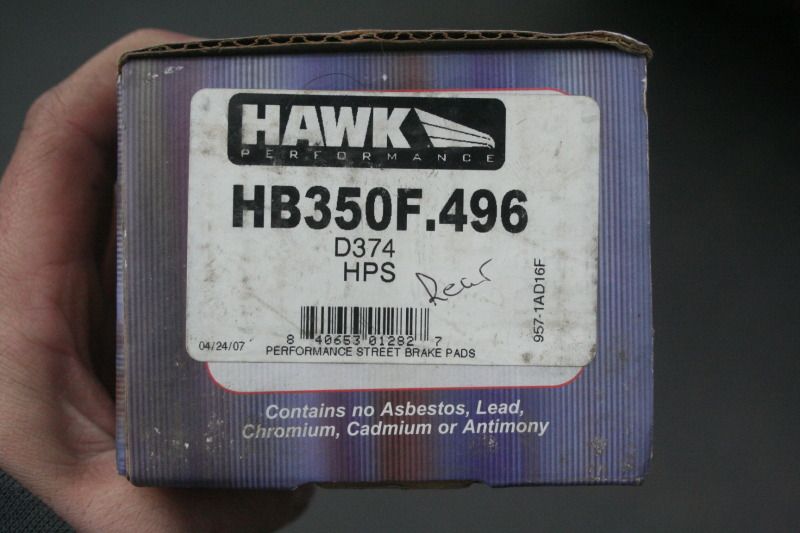 HAWK
PERFORMANCE
HB350F.496
D374
HPS
Rear
957-1AD16F
04/24/07
8 40653 01282 7
PERFORMANCE STREET BRAKE PADS
Contains no Asbestos, Lead,
Chromium, Cadmium or Antimony